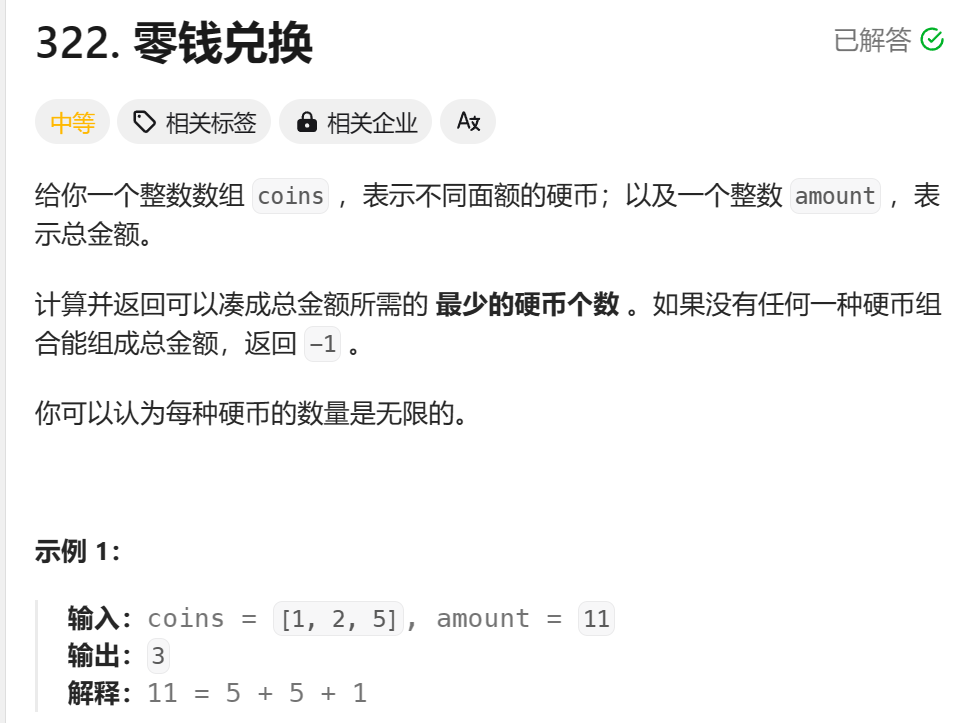 322. 零钱兑换
已解答
中等
相关标签
相关企业
给你一个整数数组 coins ，表示不同面额的硬币；以及一个整数 amount ，表
示总金额。
计算并返回可以凑成总金额所需的 最少的硬币个数 。如果没有任何一种硬币组
合能组成总金额，返回 -1 。
你可以认为每种硬币的数量是无限的。
示例 1：
输入：coins = [1, 2, 5], amount = 11
输出：3
解释：11 = 5 + 5 + 1